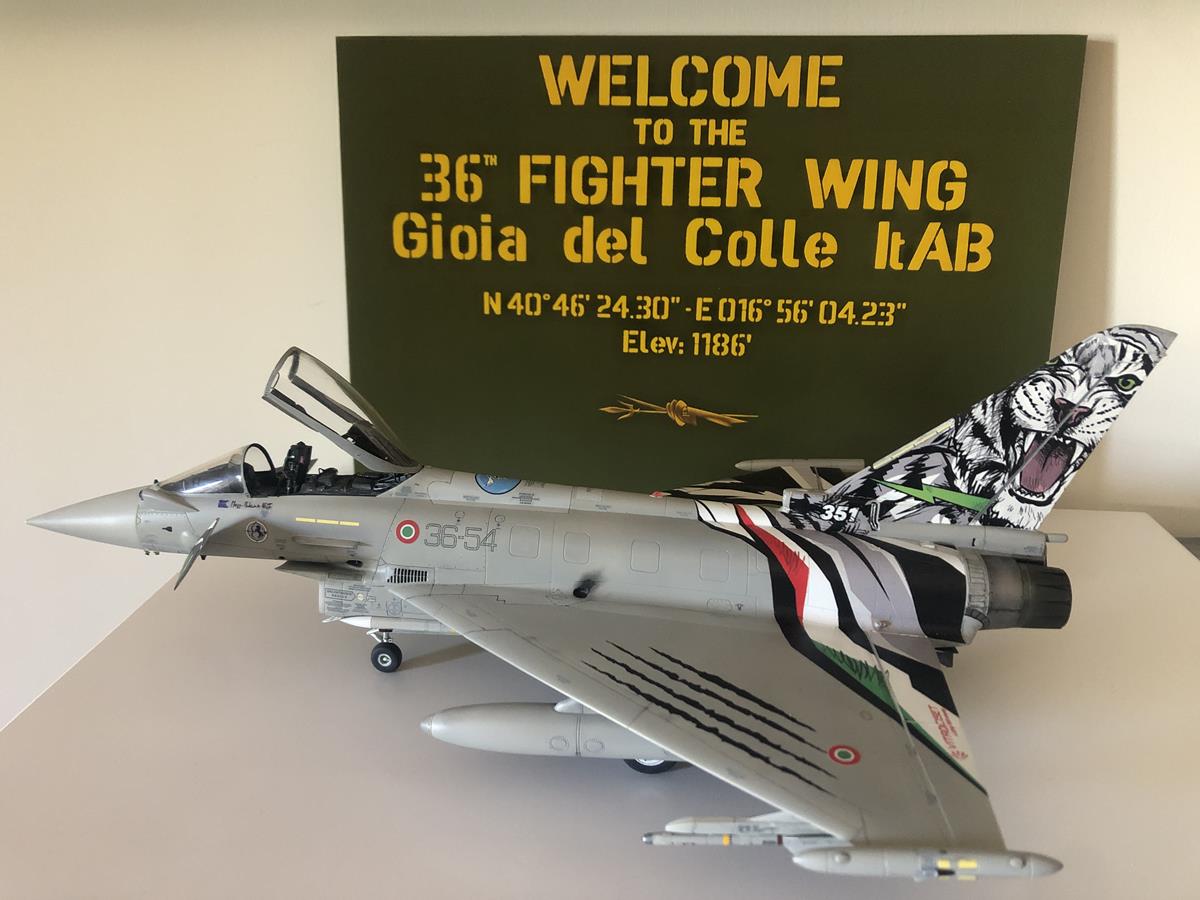 WELCOME
TO THE
36TH FIGHTER WING
Gioia del Colle ItAB
N 40°46' 24.30" - E 016° 56' 04.23"
Elev: 1186'
351
36-54
VITROCISET